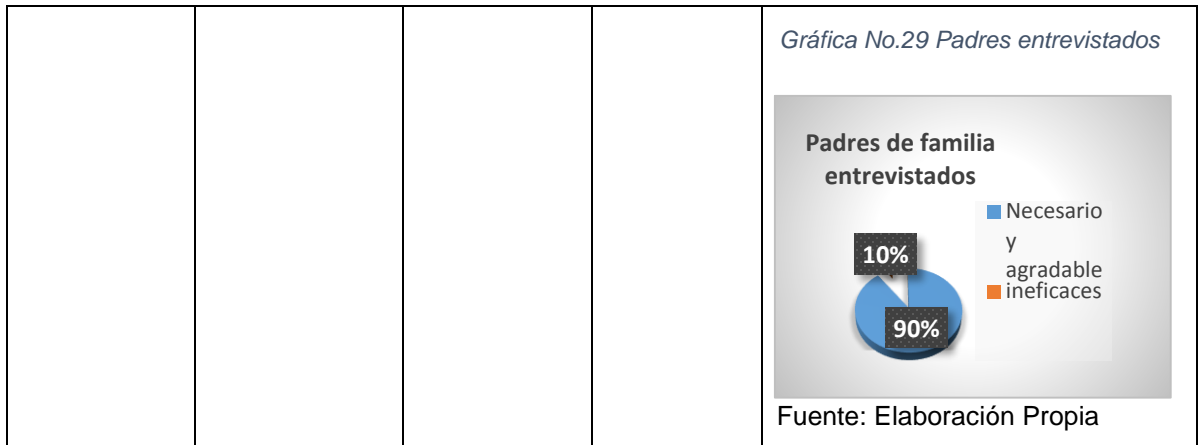 Gráfica No.29 Padres entrevistados
Padres de familia
entrevistados
Necesario
y
agradable
ineficaces
10%
90%
Fuente: Elaboración Propia